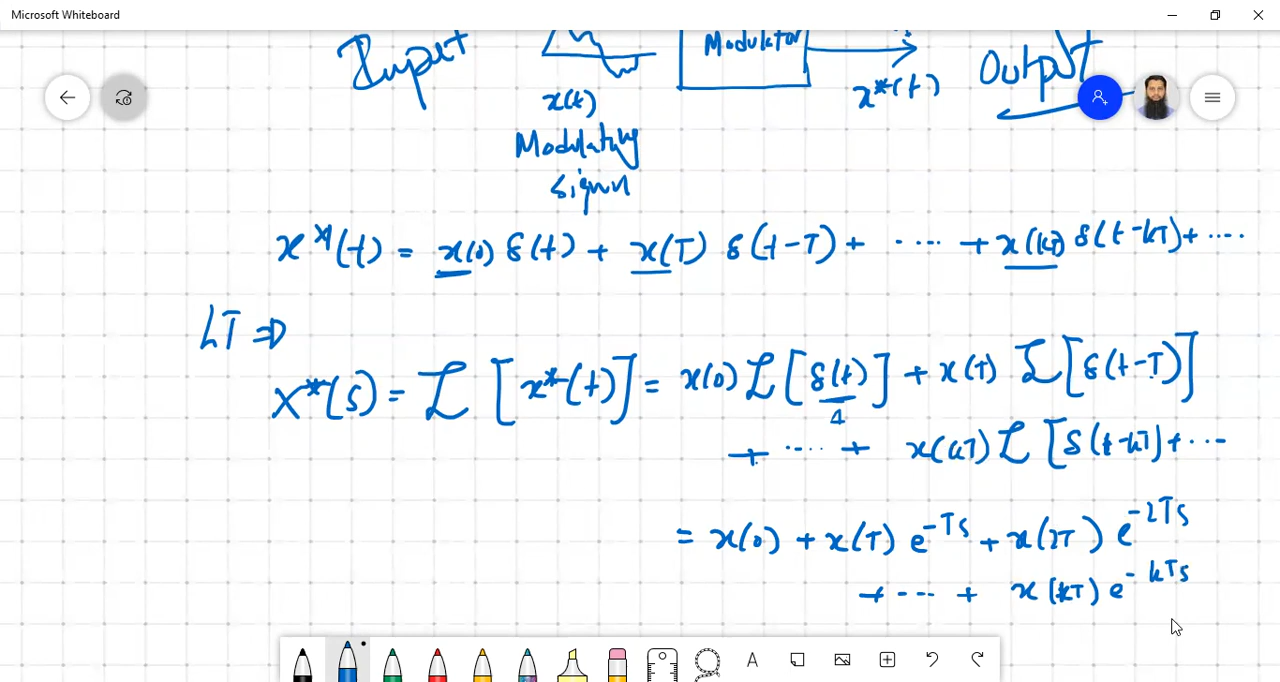 Microsoft Whiteboard
Input
Modulator
Output
x(t)
x*(t)
Modulating
signal
x*(t) = x(0) δ(t) + x(T) δ(t-T) + ···· + x(kT) δ(t-kT) + ····
LT ⇒
X*(s) = ℒ [x*(t)] = x(0) ℒ [δ(t)] + x(t) ℒ [δ(t-T)]
+ ···· + x(kT) ℒ [δ(t-kT) + ···
= x(0) + x(T) e^{-Ts} + x(2T) e^{-2Ts}
+ ···· + x(kT) e^{-kTs}
A